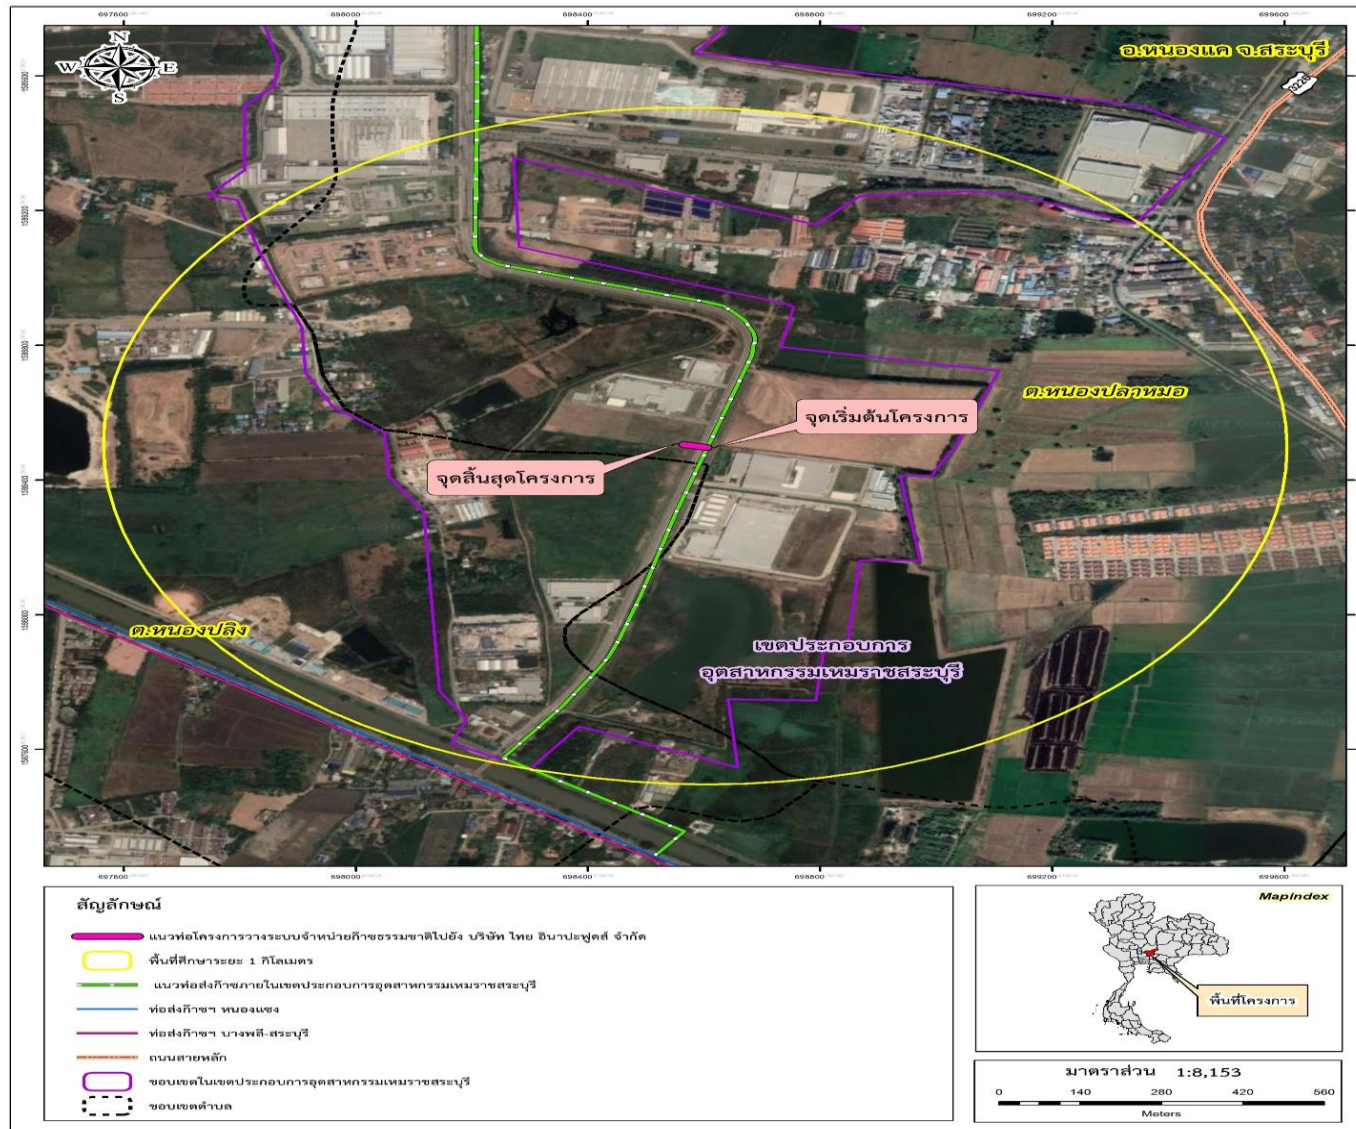 697600 698000 698400 698800 699200 699600
N
W E
S
อ.หนองแค จ.สระบุรี
ต.หนองปลาหมอ
จุดเริ่มต้นโครงการ
จุดสิ้นสุดโครงการ
ต.หนองปลิง
เขตประกอบการ
อุตสาหกรรมเหมราชสระบุรี
697600 698000 698400 698800 699200 699600
สัญลักษณ์
แนวท่อโครงการวางระบบจำหน่ายก๊าซธรรมชาติไปยัง บริษัท ไทย อินาปะฟูดส์ จำกัด
พื้นที่ศึกษาระยะ 1 กิโลเมตร
แนวท่อส่งก๊าซภายในเขตประกอบการอุตสาหกรรมเหมราชสระบุรี
ท่อส่งก๊าซฯ หนองแซง
ท่อส่งก๊าซฯ บางพลี-สระบุรี
ถนนสายหลัก
ขอบเขตในเขตประกอบการอุตสาหกรรมเหมราชสระบุรี
ขอบเขตตำบล
MapIndex
พื้นที่โครงการ
มาตราส่วน 1:8,153
0 140 280 420 560
Meters